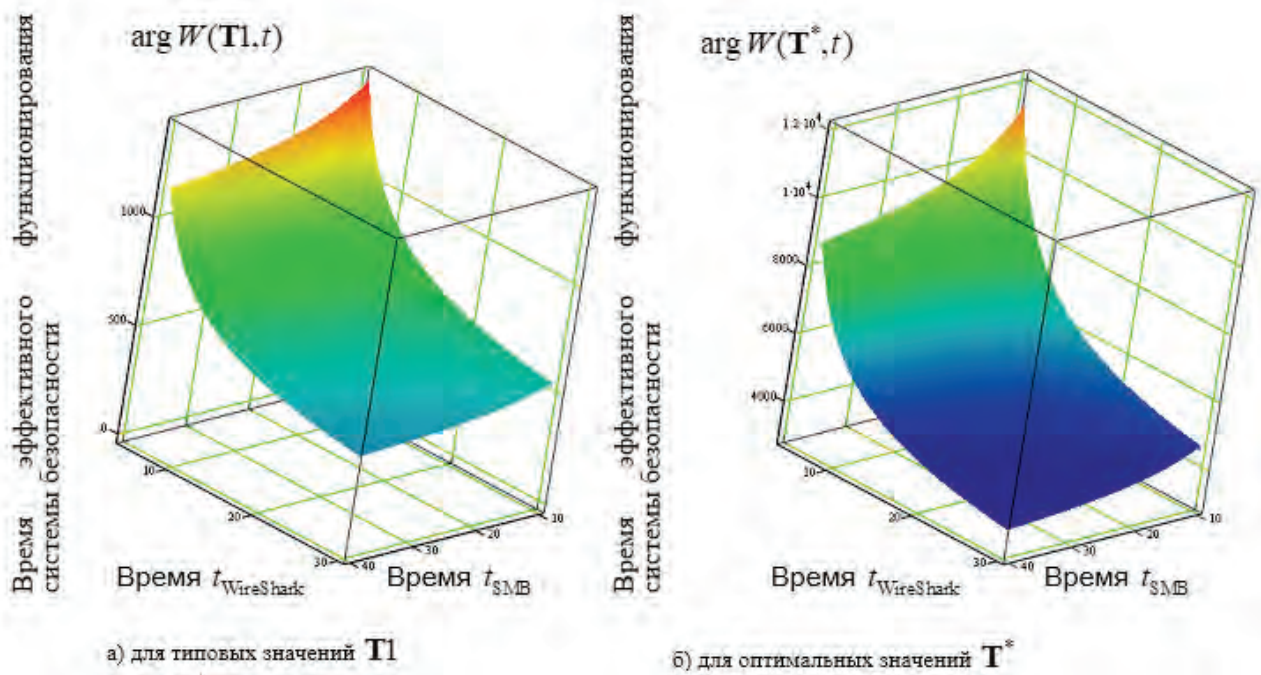 arg W(T1,t)
Время эффективного функционирования
системы безопасности
1000
500
0
10
20
30
40
30
20
10
Время t_WireShark
Время t_SMB
а) для типовых значений T1
arg W(T*,t)
Время эффективного функционирования
системы безопасности
1.2·10⁴
1·10⁴
8000
6000
4000
10
20
30
40
30
20
10
Время t_WireShark
Время t_SMB
б) для оптимальных значений T*